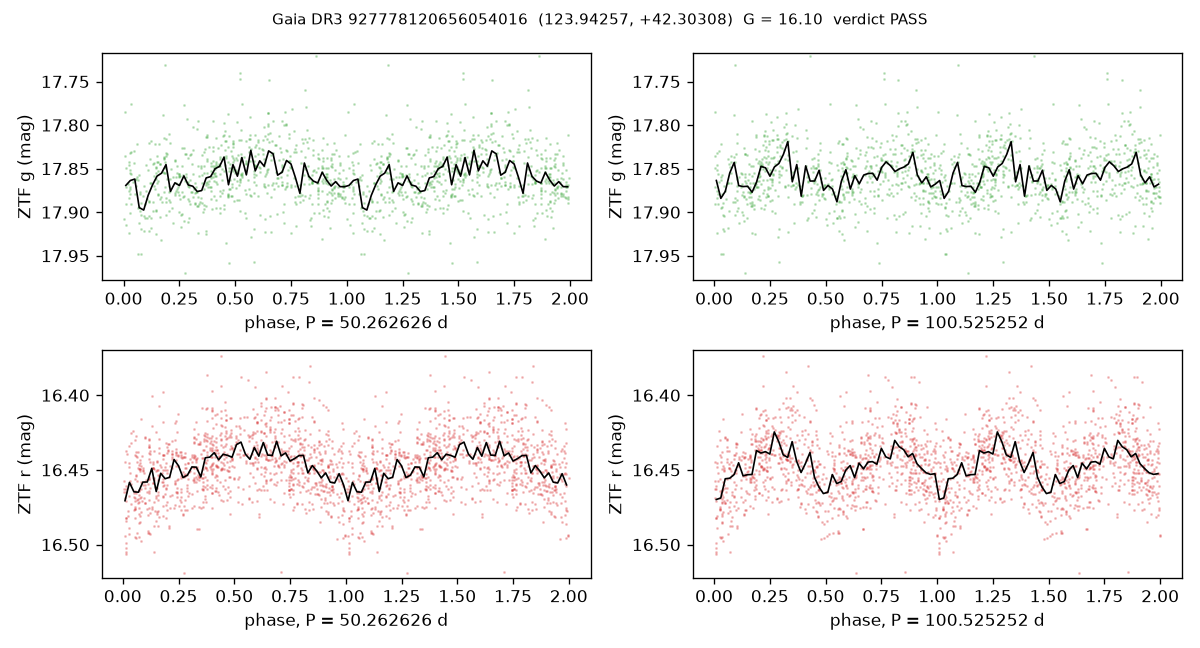 Gaia DR3 927778120656054016  (123.94257, +42.30308)  G = 16.10  verdict PASS
ZTF g (mag)
17.75
17.80
17.85
17.90
17.95
0.00 0.25 0.50 0.75 1.00 1.25 1.50 1.75 2.00
phase, P = 50.262626 d
ZTF g (mag)
17.75
17.80
17.85
17.90
17.95
0.00 0.25 0.50 0.75 1.00 1.25 1.50 1.75 2.00
phase, P = 100.525252 d
ZTF r (mag)
16.40
16.45
16.50
0.00 0.25 0.50 0.75 1.00 1.25 1.50 1.75 2.00
phase, P = 50.262626 d
ZTF r (mag)
16.40
16.45
16.50
0.00 0.25 0.50 0.75 1.00 1.25 1.50 1.75 2.00
phase, P = 100.525252 d